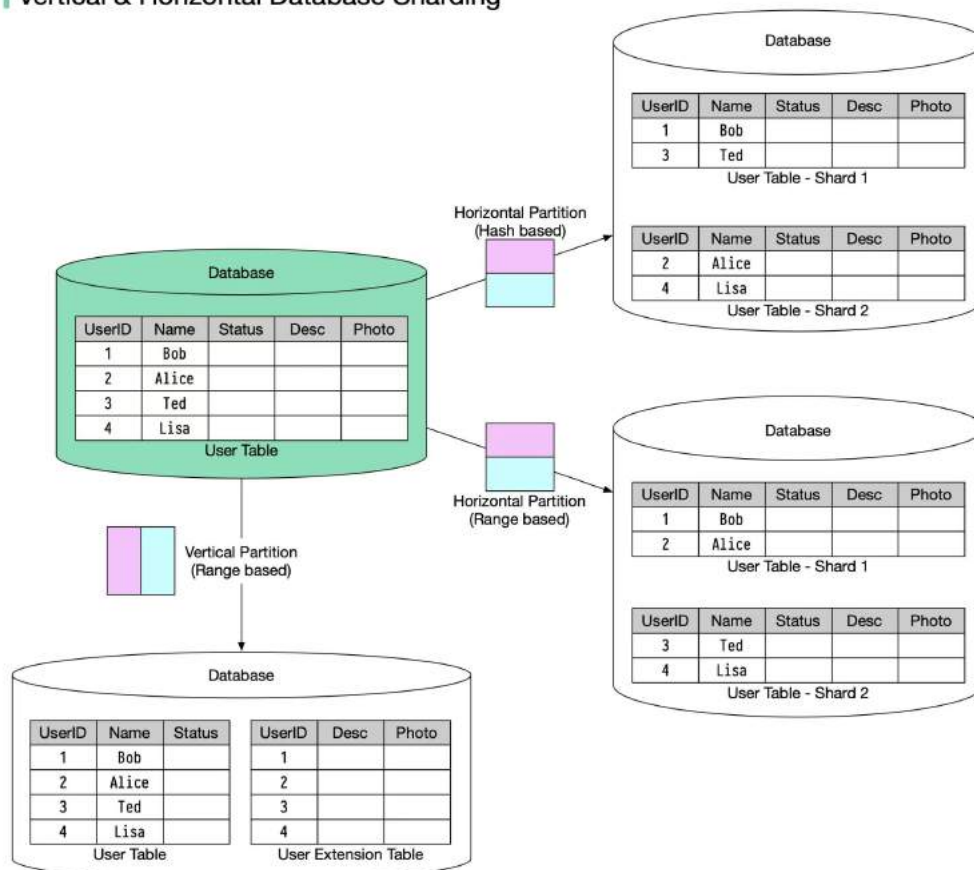 Vertical & Horizontal Database Sharding
Database
UserID Name Status Desc Photo
1 Bob
3 Ted
User Table - Shard 1
UserID Name Status Desc Photo
2 Alice
4 Lisa
User Table - Shard 2
Horizontal Partition
(Hash based)
Database
UserID Name Status Desc Photo
1 Bob
2 Alice
3 Ted
4 Lisa
User Table
Horizontal Partition
(Range based)
Database
UserID Name Status Desc Photo
1 Bob
2 Alice
User Table - Shard 1
UserID Name Status Desc Photo
3 Ted
4 Lisa
User Table - Shard 2
Vertical Partition
(Range based)
Database
UserID Name Status
1 Bob
2 Alice
3 Ted
4 Lisa
User Table
UserID Desc Photo
1
2
3
4
User Extension Table